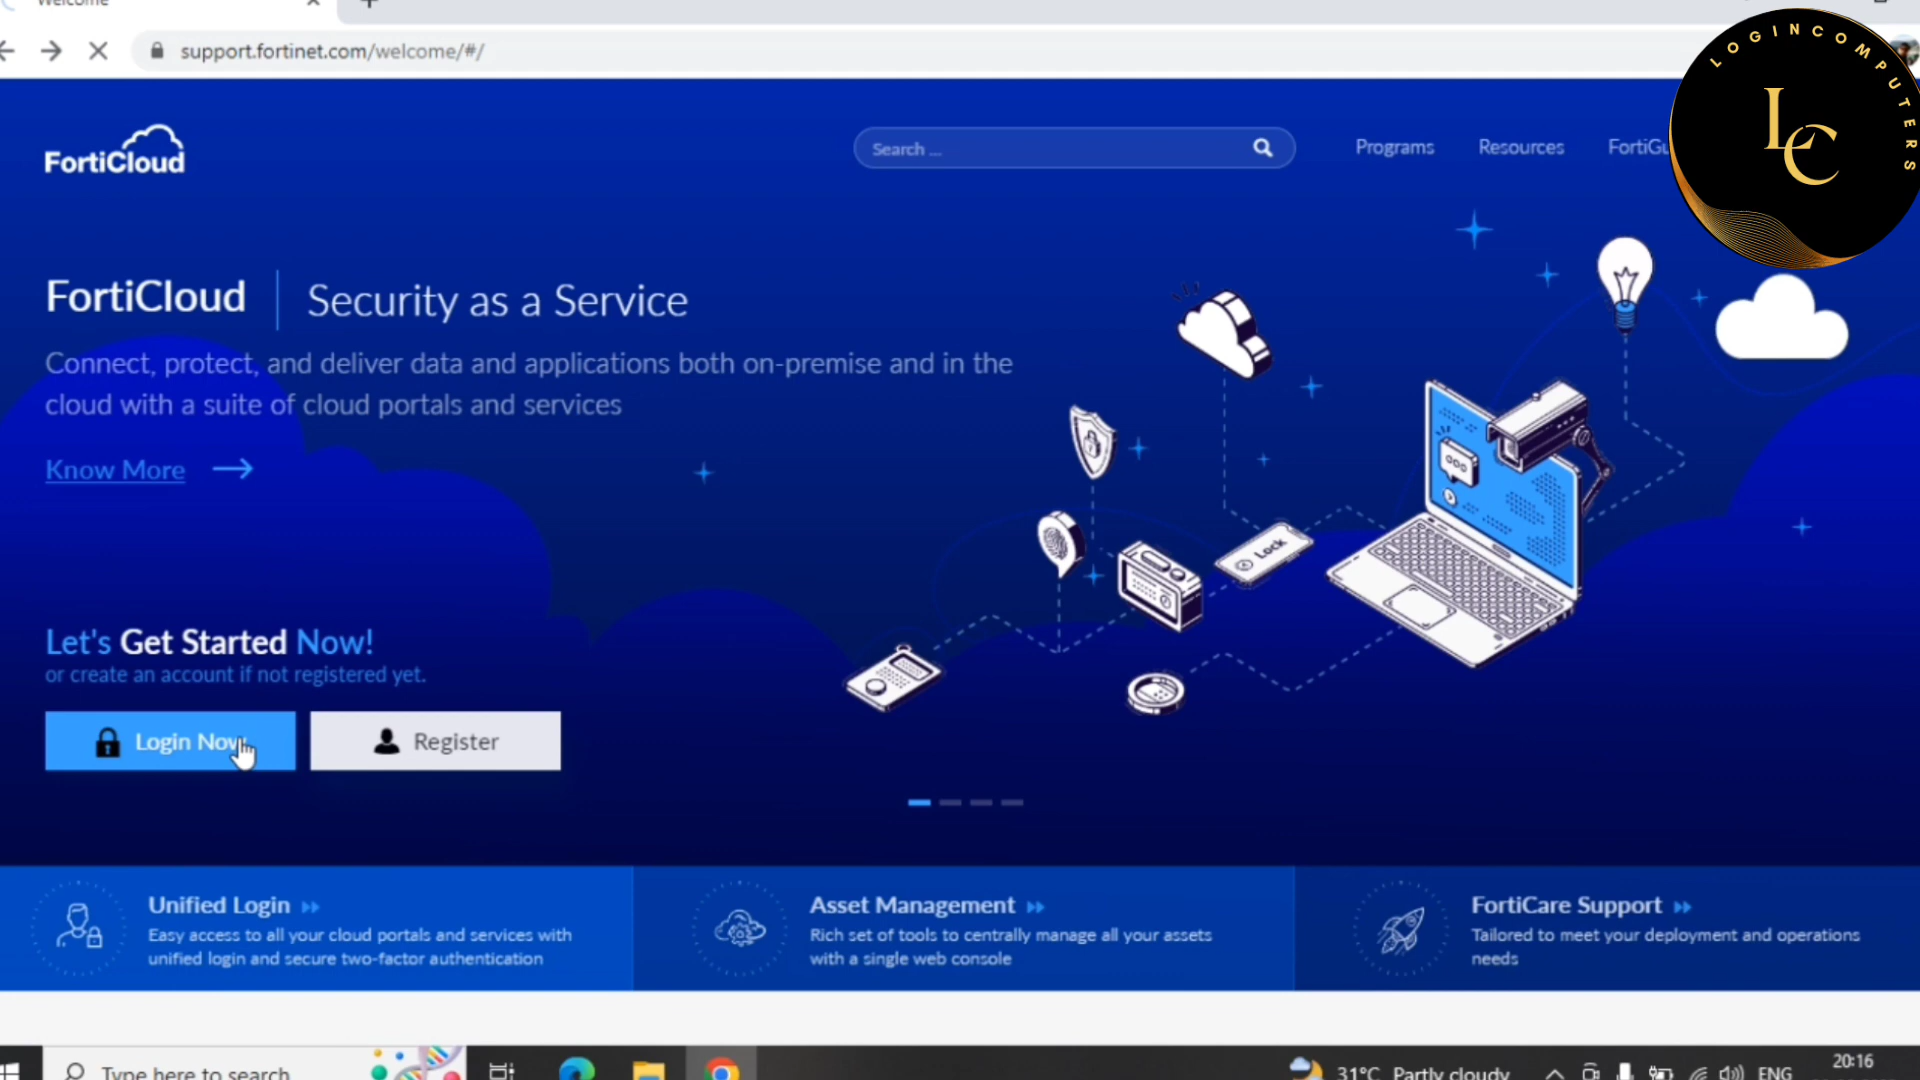 Welcome
support.fortinet.com/welcome/#/
LOGINCOMPUTERS
LC
FortiCloud
Search ...
Programs
Resources
FortiGu
FortiCloud
Security as a Service
Connect, protect, and deliver data and applications both on-premise and in the
cloud with a suite of cloud portals and services
Know More
Lock
Let's Get Started Now!
or create an account if not registered yet.
Login Now
Register
Unified Login
Easy access to all your cloud portals and services with
unified login and secure two-factor authentication
Asset Management
Rich set of tools to centrally manage all your assets
with a single web console
FortiCare Support
Tailored to meet your deployment and operations
needs
Type here to search
31°C Partly cloudy
ENG
20:16